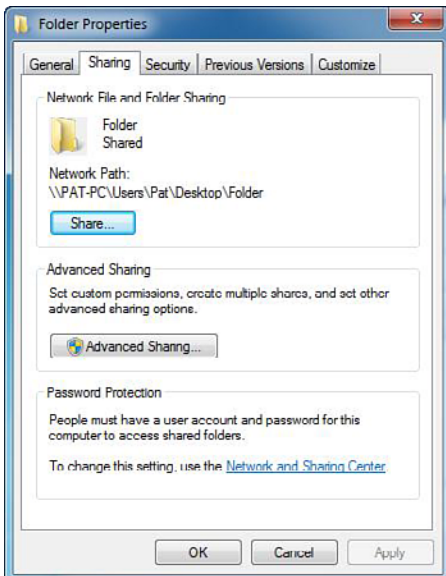 Folder Properties
General Sharing Security Previous Versions Customize
Network File and Folder Sharing
Folder
Shared
Network Path:
\\PAT-PC\Users\Pat\Desktop\Folder
Share...
Advanced Sharing
Set custom permissions, create multiple shares, and set other
advanced sharing options.
Advanced Sharing...
Password Protection
People must have a user account and password for this
computer to access shared folders.
To change this setting, use the Network and Sharing Center
OK Cancel Apply